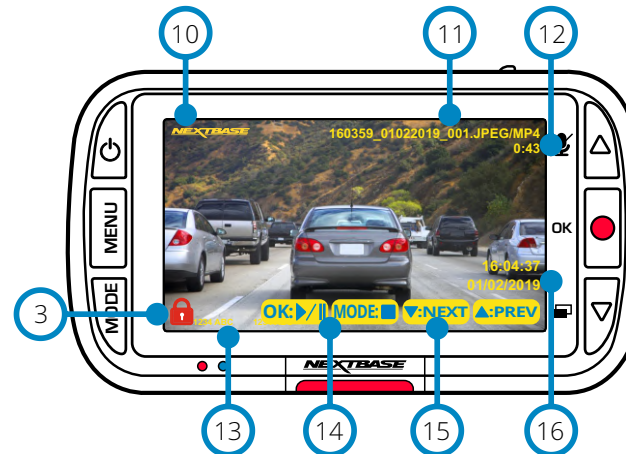 10
11
12
NEXTBASE
160359_01022019_001.JPEG/MP4
0:43
MENU
OK
16:04:37
01/02/2019
MODE
3
OK: MODE: :NEXT :PREV
NEXTBASE
13
14
15
16